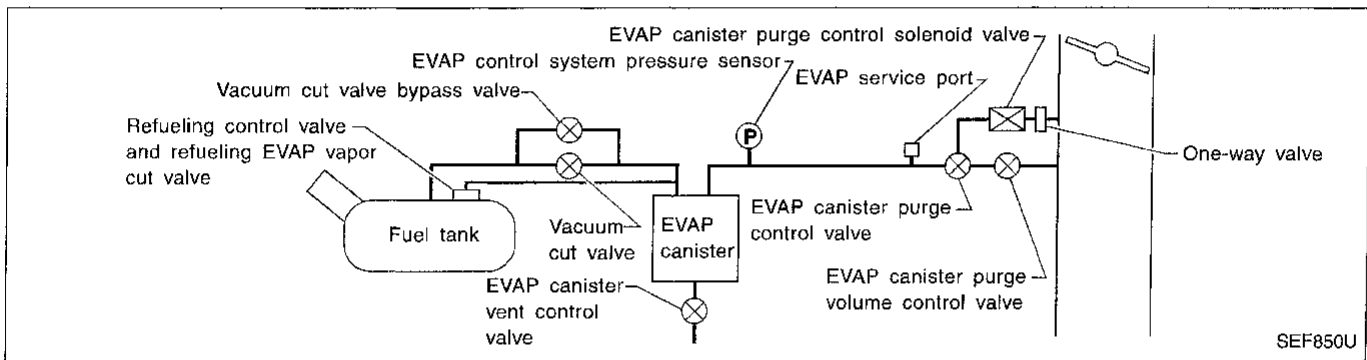 EVAP canister purge control solenoid valve
EVAP control system pressure sensor
EVAP service port
Vacuum cut valve bypass valve
Refueling control valve
and refueling EVAP vapor
cut valve
P
One-way valve
Fuel tank
Vacuum
cut valve
EVAP
canister
EVAP canister purge
control valve
EVAP canister
vent control
valve
EVAP canister purge
volume control valve
SEF850U